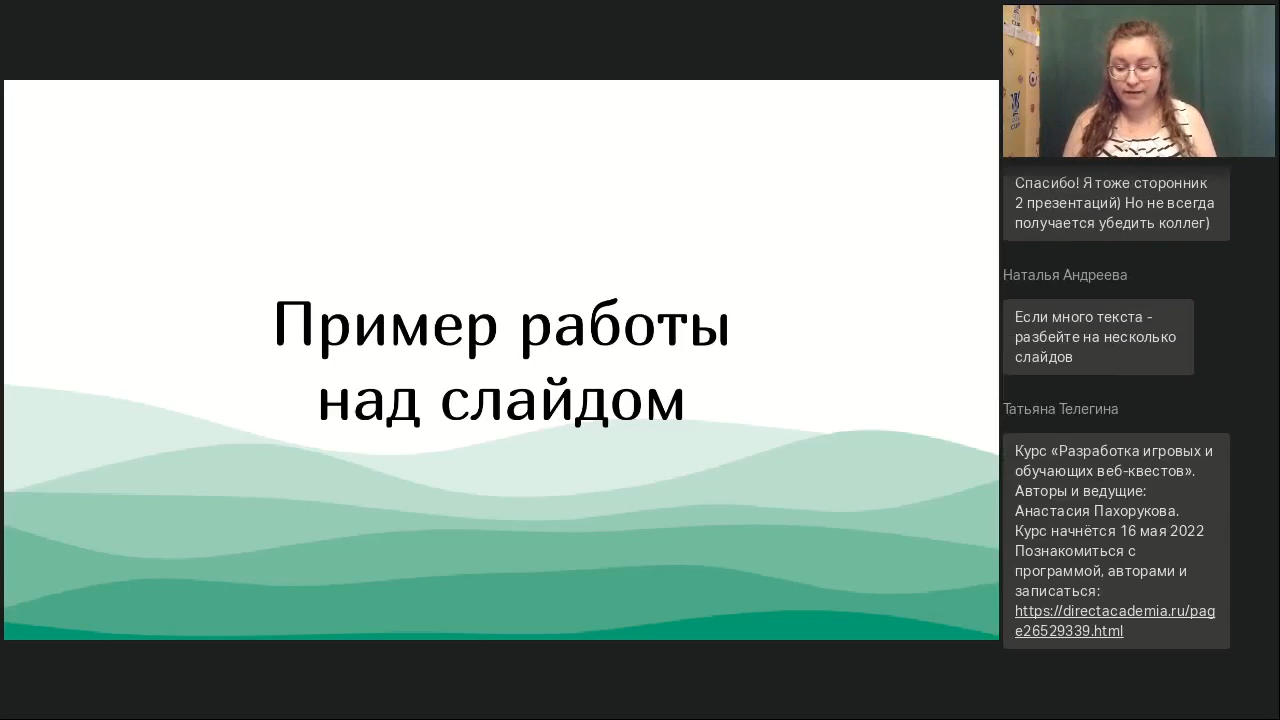 Пример работы
над слайдом
Спасибо! Я тоже сторонник
2 презентаций) Но не всегда
получается убедить коллег)
Наталья Андреева
Если много текста -
разбейте на несколько
слайдов
Татьяна Телегина
Курс «Разработка игровых и
обучающих веб-квестов».
Авторы и ведущие:
Анастасия Пахорукова.
Курс начнётся 16 мая 2022
Познакомиться с
программой, авторами и
записаться:
https://directacademia.ru/pag
e26529339.html